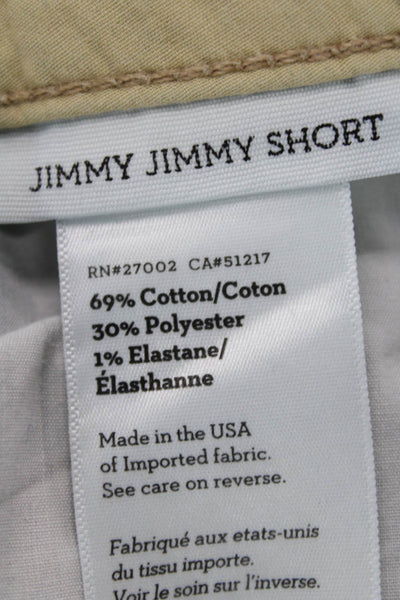 JIMMY JIMMY SHORT
RN#27002 CA#51217
69% Cotton/Coton
30% Polyester
1% Elastane/
Élasthanne
Made in the USA
of Imported fabric.
See care on reverse.
Fabriqué aux etats-unis
du tissu importe.
Voir le soin sur l'inverse.